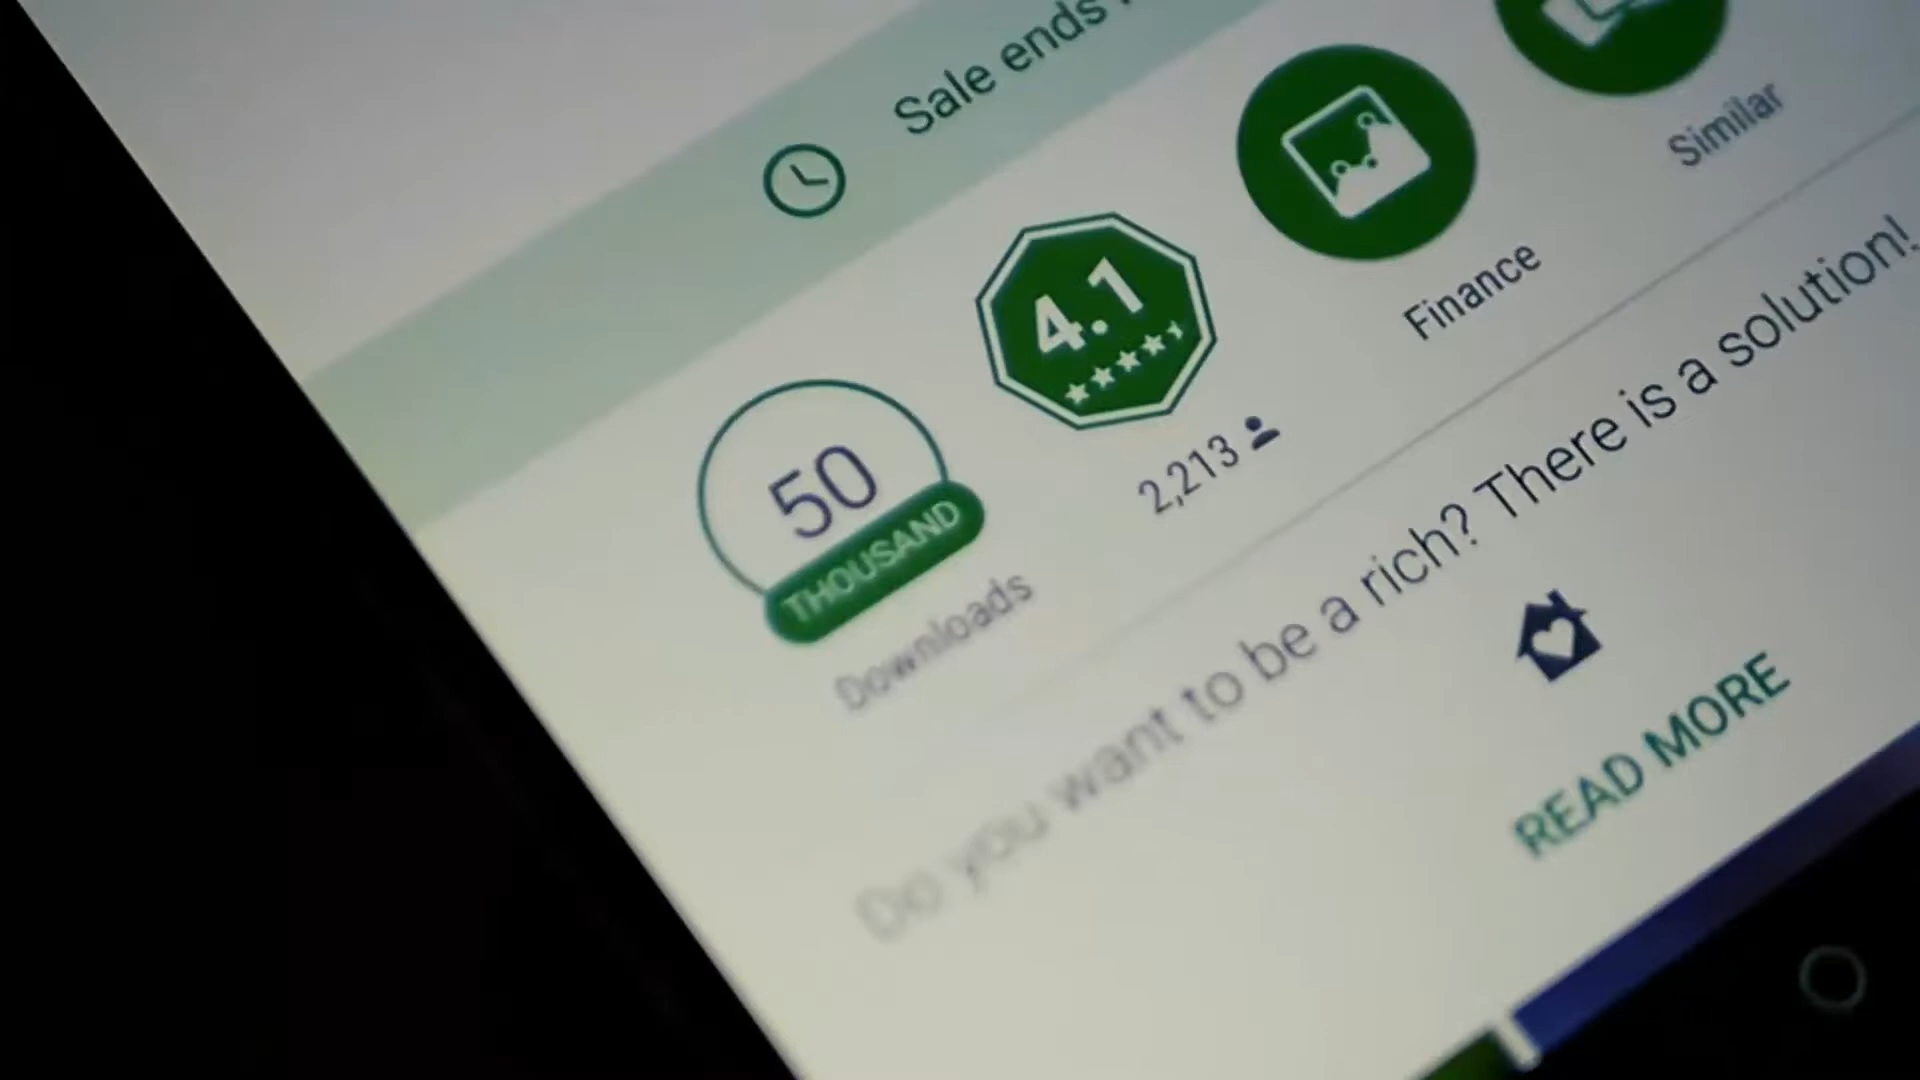 Sale ends
50
THOUSAND
Downloads
4.1
2,213
Finance
Similar
Do you want to be a rich? There is a solution!
READ MORE